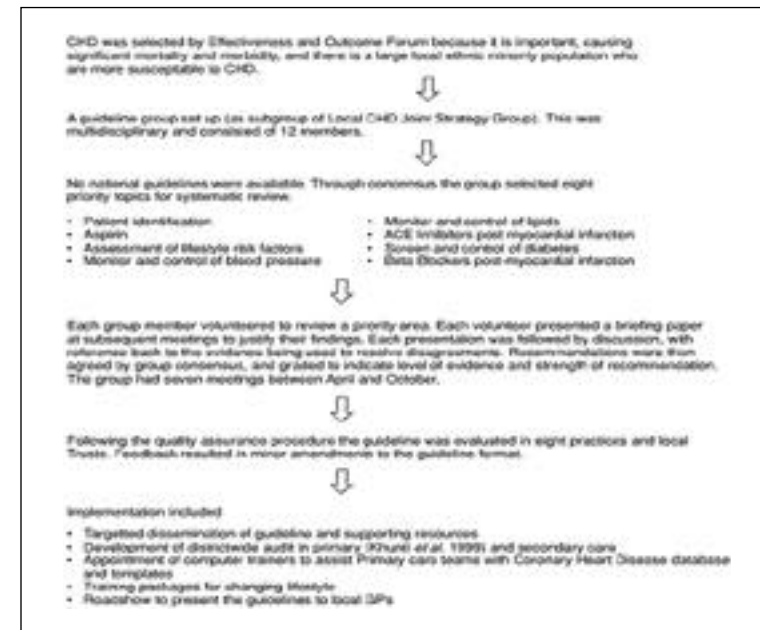 CHD was selected by Effectiveness and Outcome Forum because it is important, causing
significant mortality and morbidity, and there is a large local ethnic minority population who
are more susceptible to CHD.
A guideline group set up (as subgroup of Local CHD Joint Strategy Group). This was
multidisciplinary and consisted of 12 members.
No national guidelines were available. Through concensus the group selected eight
priority topics for systematic review.
• Patient identification
• Aspirin
• Assessment of lifestyle risk factors
• Monitor and control of blood pressure
• Monitor and control of lipids
• ACE Inhibitors post myocardial infarction
• Screen and control of diabetes
• Beta Blockers post-myocardial infarction
Each group member volunteered to review a priority area. Each volunteer presented a briefing paper
at subsequent meetings to justify their findings. Each presentation was followed by discussion, with
reference back to the evidence being used to resolve disagreements. Recommendations were then
agreed by group consensus, and graded to indicate level of evidence and strength of recommendation.
The group had seven meetings between April and October.
Following the quality assurance procedure the guideline was evaluated in eight practices and local
Trusts. Feedback resulted in minor amendments to the guideline format.
Implementation included
• Targetted dissemination of guideline and supporting resources
• Development of districtwide audit in primary (Khunti et al. 1999) and secondary care
• Appointment of computer trainers to assist Primary care teams with Coronary Heart Disease database
and templates
• Training packages for changing lifestyle
• Roadshow to present the guidelines to local GPs